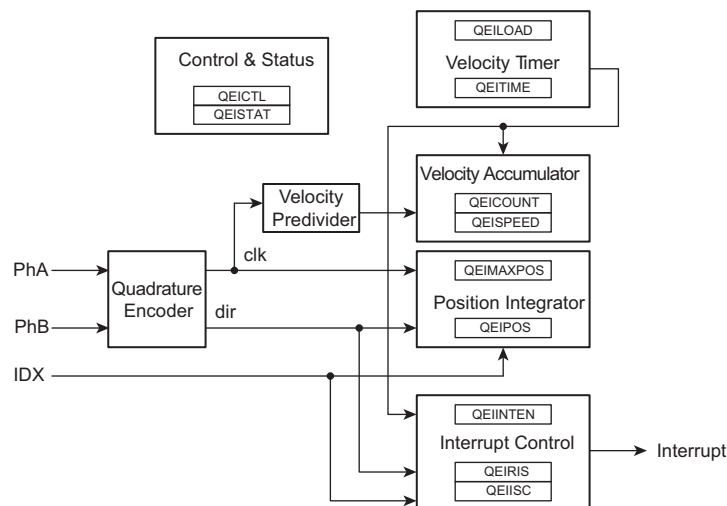 Control & Status
QEICTL
QEISTAT
QEILOAD
Velocity Timer
QEITIME
Velocity Accumulator
QEICOUNT
QEISPEED
Velocity
Predivider
PhA
PhB
IDX
Quadrature
Encoder
clk
dir
QEIMAXPOS
Position Integrator
QEIPOS
QEIINTEN
Interrupt Control
QEIRIS
QEIISC
Interrupt